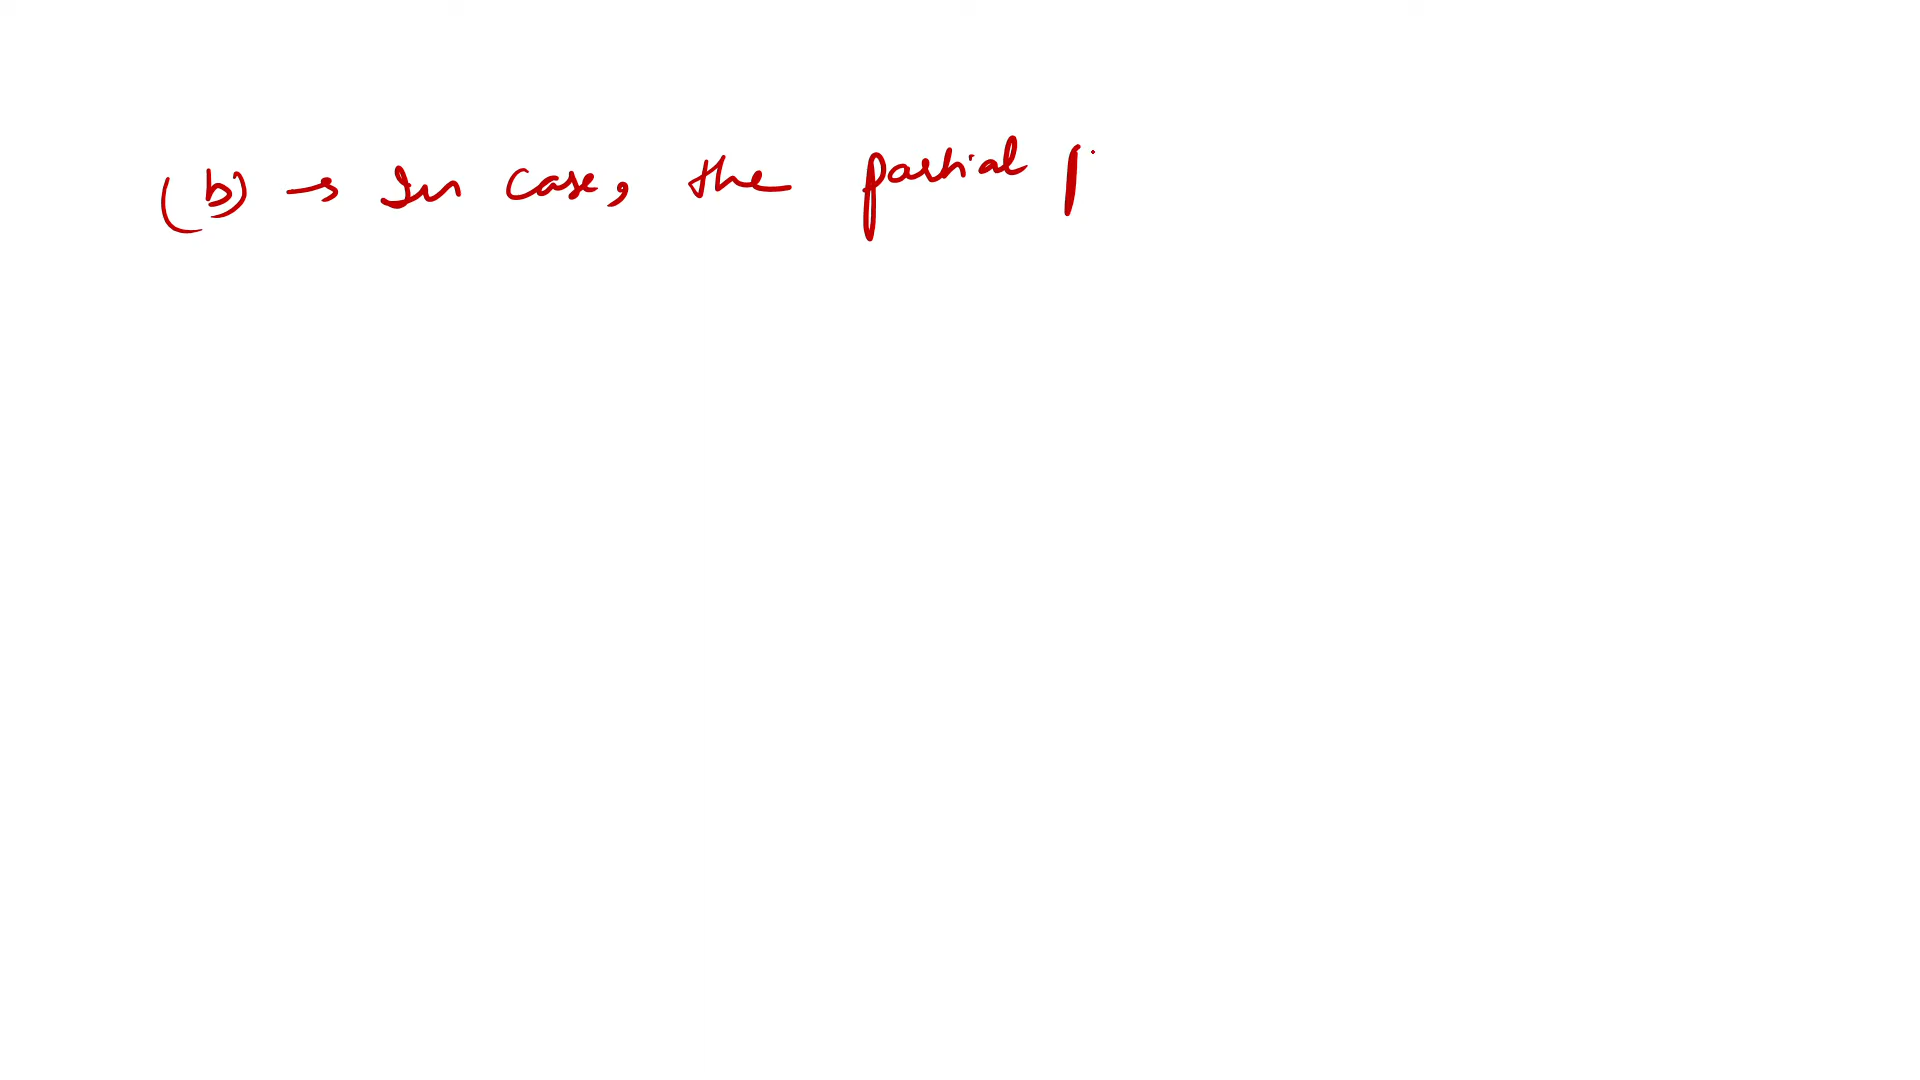 (b) → In case, the partial p